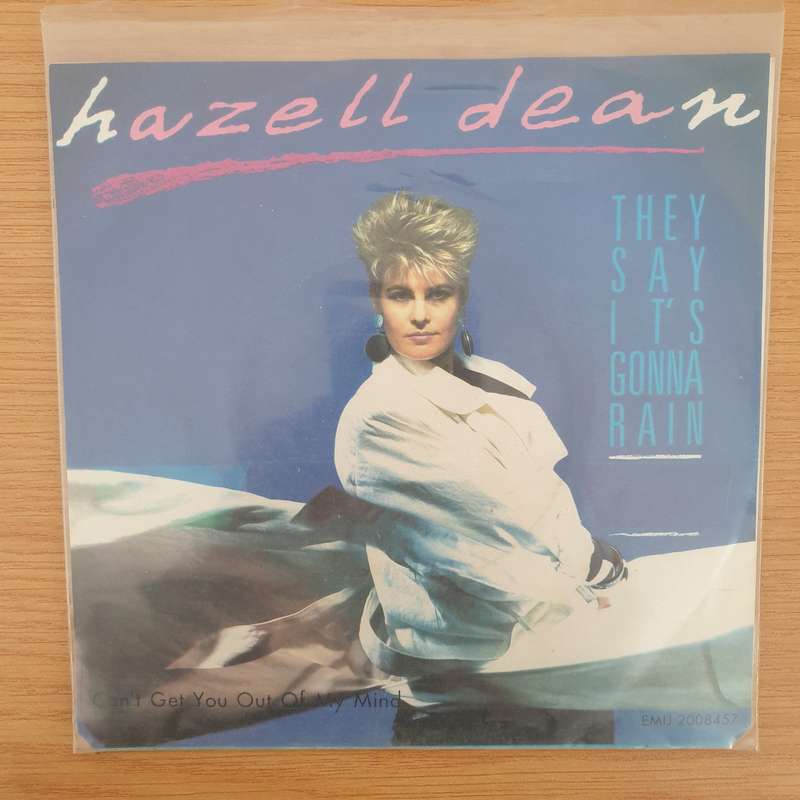 hazell dean
THEY
SAY
IT'S
GONNA
RAIN
Can't Get You Out Of My Mind
EMIJ 2008457